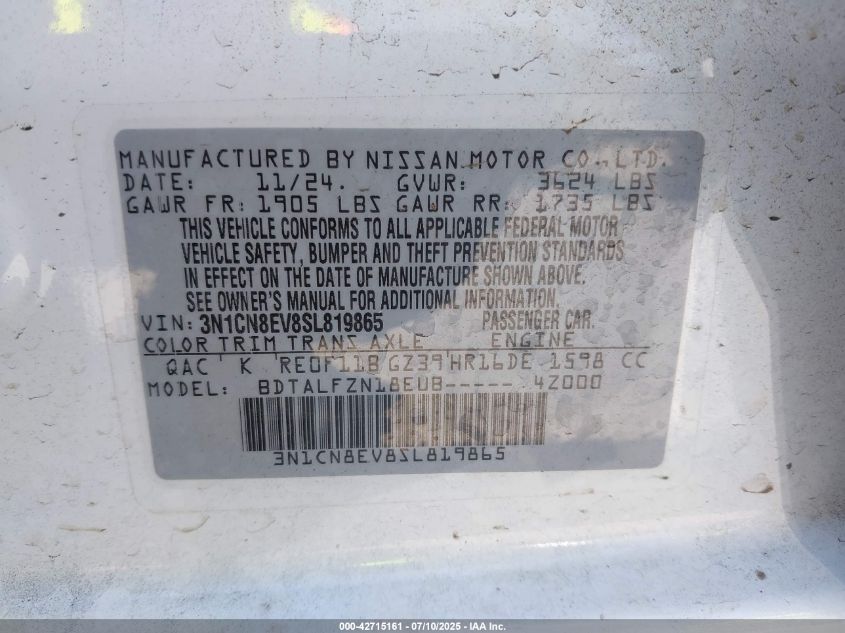 MANUFACTURED BY NISSAN MOTOR CO., LTD.
DATE: 11/24. GVWR: 3624 LBS
GAWR FR: 1905 LBS GAWR RR: 1735 LBS
THIS VEHICLE CONFORMS TO ALL APPLICABLE FEDERAL MOTOR
VEHICLE SAFETY, BUMPER AND THEFT PREVENTION STANDARDS
IN EFFECT ON THE DATE OF MANUFACTURE SHOWN ABOVE.
SEE OWNER'S MANUAL FOR ADDITIONAL INFORMATION.
VIN: 3N1CN8EV8SL819865 PASSENGER CAR.
COLOR TRIM TRANS AXLE ENGINE
QAC K RE0F11B GZ39 HR16DE 1598 CC
MODEL: BDTALFZN18EUB----- 4Z000
3N1CN8EV8SL819865
000-42715161 - 07/10/2025 - IAA Inc.